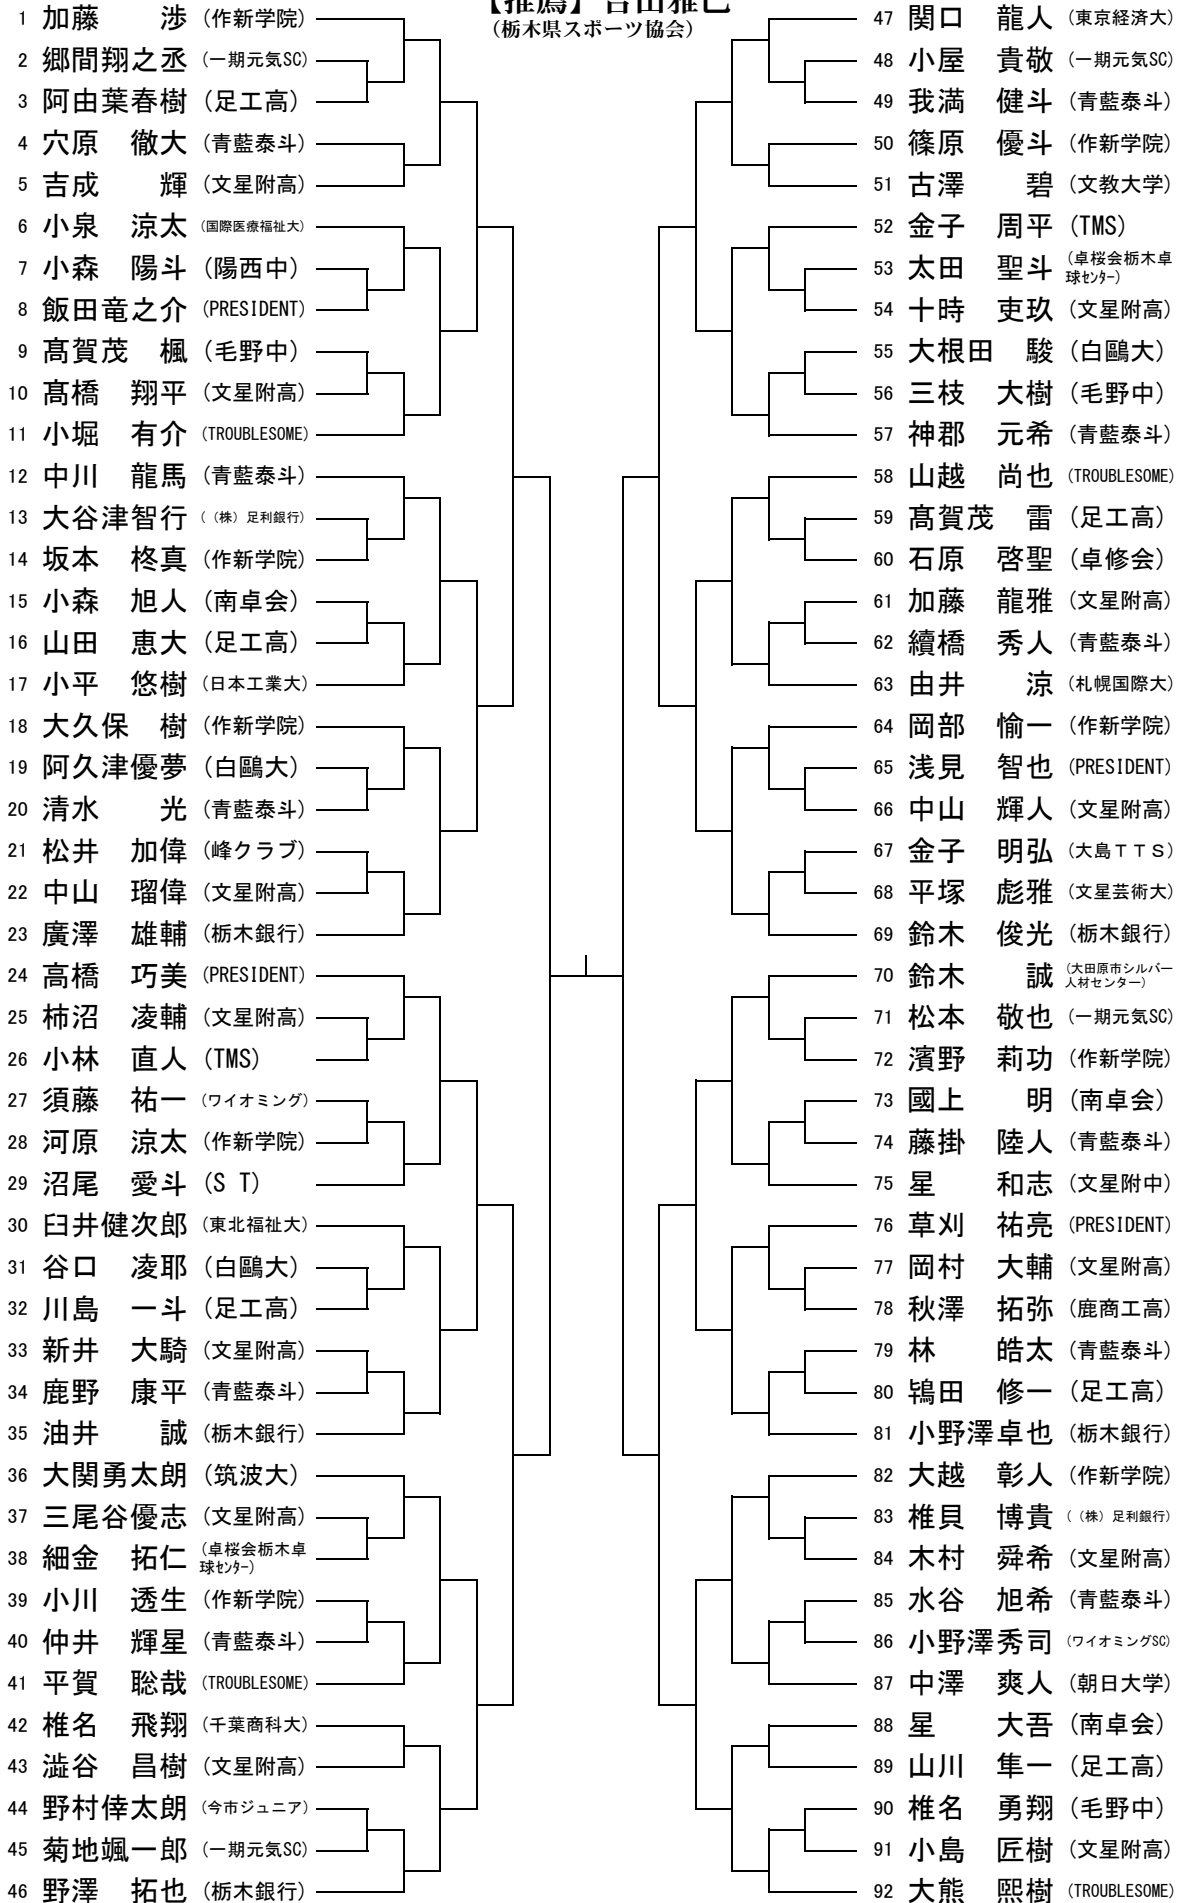 【推薦】吉山雅巳
(栃木県スポーツ協会)
1 加藤 渉 (作新学院)
2 郷間翔之丞 (一期元気SC)
3 阿由葉春樹 (足工高)
4 穴原 徹大 (青藍泰斗)
5 吉成 輝 (文星附高)
6 小泉 涼太 (国際医療福祉大)
7 小森 陽斗 (陽西中)
8 飯田竜之介 (PRESIDENT)
9 髙賀茂 楓 (毛野中)
10 髙橋 翔平 (文星附高)
11 小堀 有介 (TROUBLESOME)
12 中川 龍馬 (青藍泰斗)
13 大谷津智行 (（株）足利銀行)
14 坂本 柊真 (作新学院)
15 小森 旭人 (南卓会)
16 山田 恵大 (足工高)
17 小平 悠樹 (日本工業大)
18 大久保 樹 (作新学院)
19 阿久津優夢 (白鷗大)
20 清水 光 (青藍泰斗)
21 松井 加偉 (峰クラブ)
22 中山 瑠偉 (文星附高)
23 廣澤 雄輔 (栃木銀行)
24 高橋 巧美 (PRESIDENT)
25 柿沼 凌輔 (文星附高)
26 小林 直人 (TMS)
27 須藤 祐一 (ワイオミング)
28 河原 涼太 (作新学院)
29 沼尾 愛斗 (S T)
30 臼井健次郎 (東北福祉大)
31 谷口 凌耶 (白鷗大)
32 川島 一斗 (足工高)
33 新井 大騎 (文星附高)
34 鹿野 康平 (青藍泰斗)
35 油井 誠 (栃木銀行)
36 大関勇太朗 (筑波大)
37 三尾谷優志 (文星附高)
38 細金 拓仁 (卓桜会栃木卓
球ｾﾝﾀｰ)
39 小川 透生 (作新学院)
40 仲井 輝星 (青藍泰斗)
41 平賀 聡哉 (TROUBLESOME)
42 椎名 飛翔 (千葉商科大)
43 澁谷 昌樹 (文星附高)
44 野村倖太朗 (今市ジュニア)
45 菊地颯一郎 (一期元気SC)
46 野澤 拓也 (栃木銀行)
47 関口 龍人 (東京経済大)
48 小屋 貴敬 (一期元気SC)
49 我満 健斗 (青藍泰斗)
50 篠原 優斗 (作新学院)
51 古澤 碧 (文教大学)
52 金子 周平 (TMS)
53 太田 聖斗 (卓桜会栃木卓
球ｾﾝﾀｰ)
54 十時 吏玖 (文星附高)
55 大根田 駿 (白鷗大)
56 三枝 大樹 (毛野中)
57 神郡 元希 (青藍泰斗)
58 山越 尚也 (TROUBLESOME)
59 髙賀茂 雷 (足工高)
60 石原 啓聖 (卓修会)
61 加藤 龍雅 (文星附高)
62 續橋 秀人 (青藍泰斗)
63 由井 涼 (札幌国際大)
64 岡部 愉一 (作新学院)
65 浅見 智也 (PRESIDENT)
66 中山 輝人 (文星附高)
67 金子 明弘 (大島ＴＴＳ)
68 平塚 彪雅 (文星芸術大)
69 鈴木 俊光 (栃木銀行)
70 鈴木 誠 (大田原市シルバー
人材センター)
71 松本 敬也 (一期元気SC)
72 濱野 莉功 (作新学院)
73 國上 明 (南卓会)
74 藤掛 陸人 (青藍泰斗)
75 星 和志 (文星附中)
76 草刈 祐亮 (PRESIDENT)
77 岡村 大輔 (文星附高)
78 秋澤 拓弥 (鹿商工高)
79 林 皓太 (青藍泰斗)
80 鴇田 修一 (足工高)
81 小野澤卓也 (栃木銀行)
82 大越 彰人 (作新学院)
83 椎貝 博貴 (（株）足利銀行)
84 木村 舜希 (文星附高)
85 水谷 旭希 (青藍泰斗)
86 小野澤秀司 (ワイオミングSC)
87 中澤 爽人 (朝日大学)
88 星 大吾 (南卓会)
89 山川 隼一 (足工高)
90 椎名 勇翔 (毛野中)
91 小島 匠樹 (文星附高)
92 大熊 熙樹 (TROUBLESOME)